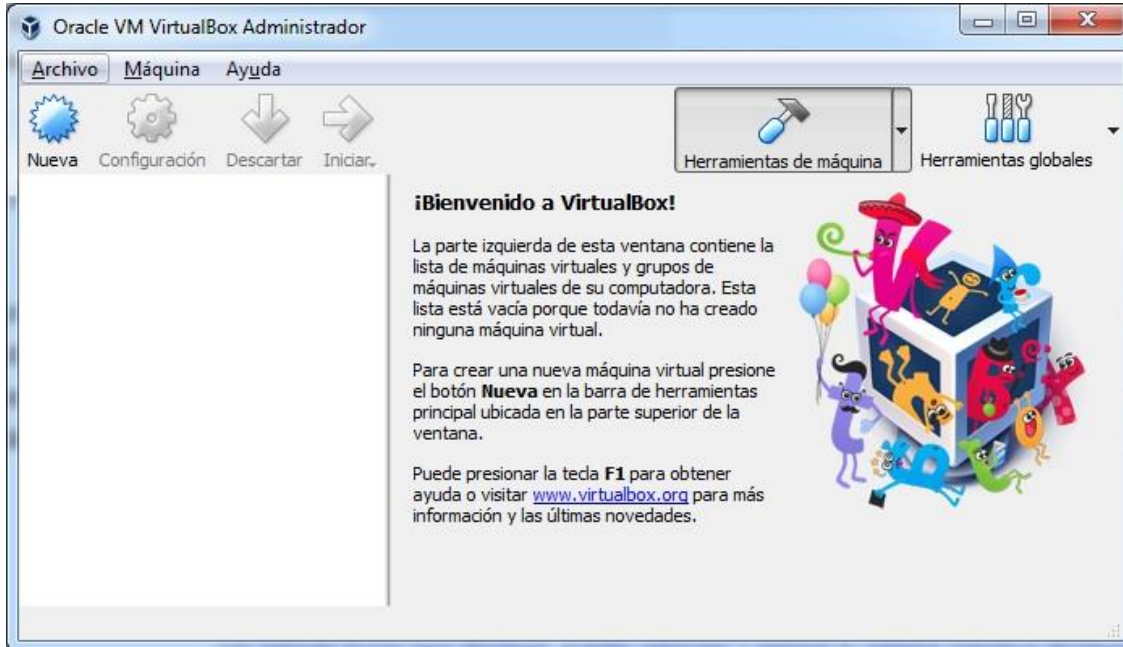 Oracle VM VirtualBox Administrador
Archivo Máquina Ayuda
Nueva Configuración Descartar Iniciar
Herramientas de máquina Herramientas globales
¡Bienvenido a VirtualBox!
La parte izquierda de esta ventana contiene la
lista de máquinas virtuales y grupos de
máquinas virtuales de su computadora. Esta
lista está vacía porque todavía no ha creado
ninguna máquina virtual.
Para crear una nueva máquina virtual presione
el botón Nueva en la barra de herramientas
principal ubicada en la parte superior de la
ventana.
Puede presionar la tecla F1 para obtener
ayuda o visitar www.virtualbox.org para más
información y las últimas novedades.